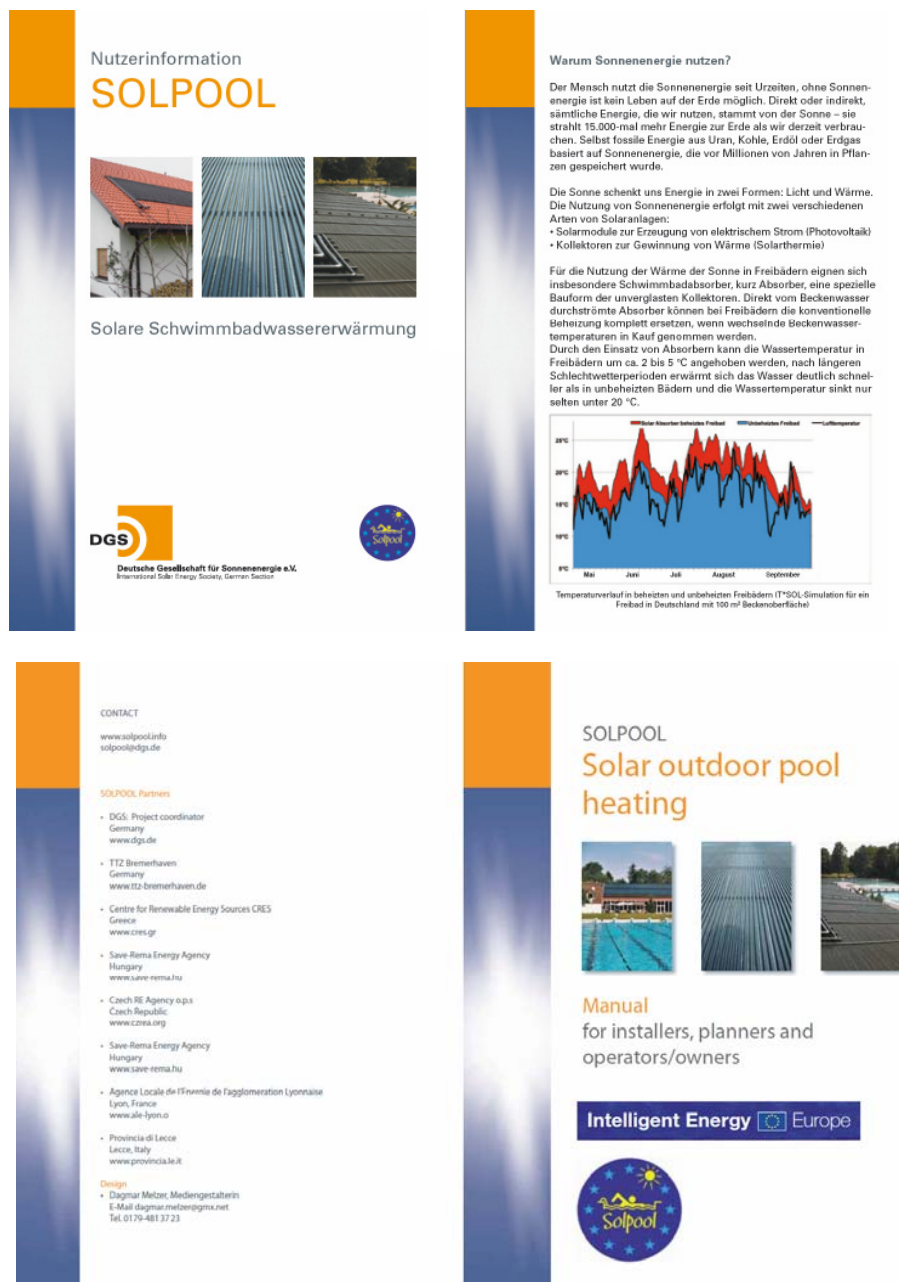 Nutzerinformation
SOLPOOL
Solare Schwimmbadwassererwärmung
DGS
Deutsche Gesellschaft für Sonnenenergie e.V.
International Solar Energy Society, German Section
Solpool
Warum Sonnenenergie nutzen?
Der Mensch nutzt die Sonnenenergie seit Urzeiten, ohne Sonnen-
energie ist kein Leben auf der Erde möglich. Direkt oder indirekt,
sämtliche Energie, die wir nutzen, stammt von der Sonne – sie
strahlt 15.000-mal mehr Energie zur Erde als wir derzeit verbrau-
chen. Selbst fossile Energie aus Uran, Kohle, Erdöl oder Erdgas
basiert auf Sonnenenergie, die vor Millionen von Jahren in Pflan-
zen gespeichert wurde.
Die Sonne schenkt uns Energie in zwei Formen: Licht und Wärme.
Die Nutzung von Sonnenenergie erfolgt mit zwei verschiedenen
Arten von Solaranlagen:
• Solarmodule zur Erzeugung von elektrischem Strom (Photovoltaik)
• Kollektoren zur Gewinnung von Wärme (Solarthermie)
Für die Nutzung der Wärme der Sonne in Freibädern eignen sich
insbesondere Schwimmbadabsorber, kurz Absorber, eine spezielle
Bauform der unverglasten Kollektoren. Direkt vom Beckenwasser
durchströmte Absorber können bei Freibädern die konventionelle
Beheizung komplett ersetzen, wenn wechselnde Beckenwasser-
temperaturen in Kauf genommen werden.
Durch den Einsatz von Absorbern kann die Wassertemperatur in
Freibädern um ca. 2 bis 5 °C angehoben werden, nach längeren
Schlechtwetterperioden erwärmt sich das Wasser deutlich schnel-
ler als in unbeheizten Bädern und die Wassertemperatur sinkt nur
selten unter 20 °C.
Solar Absorber beheiztes Freibad Unbeheiztes Freibad Lufttemperatur
25°C
20°C
15°C
10°C
5°C
Mai Juni Juli August September
Temperaturverlauf in beheizten und unbeheizten Freibädern (T*SOL-Simulation für ein
Freibad in Deutschland mit 100 m² Beckenoberfläche)
CONTACT
www.solpool.info
solpool@dgs.de
SOLPOOL Partners
• DGS: Project coordinator
Germany
www.dgs.de
• TTZ Bremerhaven
Germany
www.ttz-bremerhaven.de
• Centre for Renewable Energy Sources CRES
Greece
www.cres.gr
• Save-Rema Energy Agency
Hungary
www.save-rema.hu
• Czech RE Agency o.p.s
Czech Republic
www.czrea.org
• Save-Rema Energy Agency
Hungary
www.save-rema.hu
• Agence Locale de l'Energie de l'agglomeration Lyonnaise
Lyon, France
www.ale-lyon.o
• Provincia di Lecce
Lecce, Italy
www.provincia.le.it
Design
• Dagmar Melzer, Mediengestalterin
E-Mail dagmar.melzer@gmx.net
Tel. 0179-481 37 23
SOLPOOL
Solar outdoor pool
heating
Manual
for installers, planners and
operators/owners
Intelligent Energy Europe
Solpool